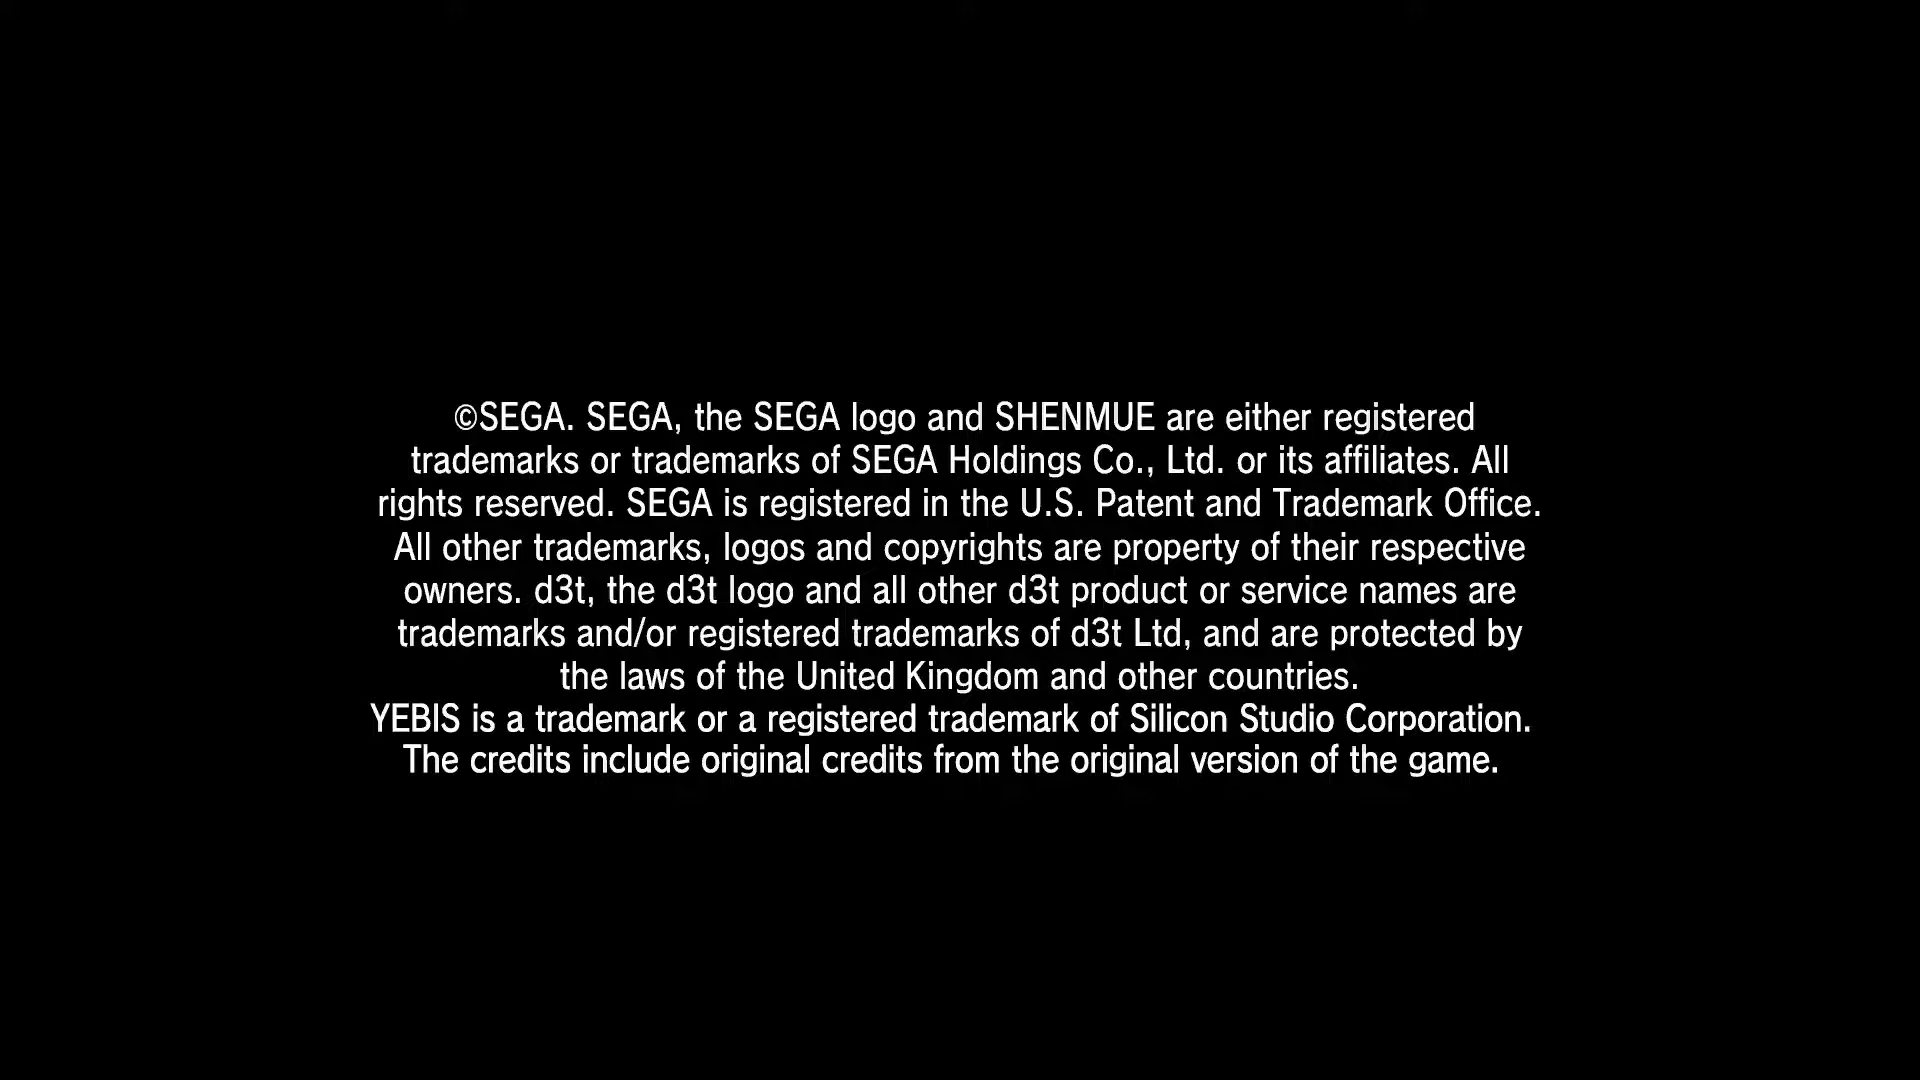 ©SEGA. SEGA, the SEGA logo and SHENMUE are either registered
trademarks or trademarks of SEGA Holdings Co., Ltd. or its affiliates. All
rights reserved. SEGA is registered in the U.S. Patent and Trademark Office.
All other trademarks, logos and copyrights are property of their respective
owners. d3t, the d3t logo and all other d3t product or service names are
trademarks and/or registered trademarks of d3t Ltd, and are protected by
the laws of the United Kingdom and other countries.
YEBIS is a trademark or a registered trademark of Silicon Studio Corporation.
The credits include original credits from the original version of the game.